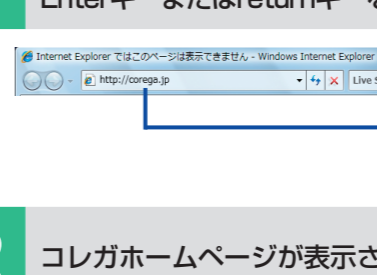 Enterキーまたはreturnキーを
Internet Explorer ではこのページは表示できません - Windows Internet Explorer
http://corega.jp
Live S
コレガホームページが表示さ